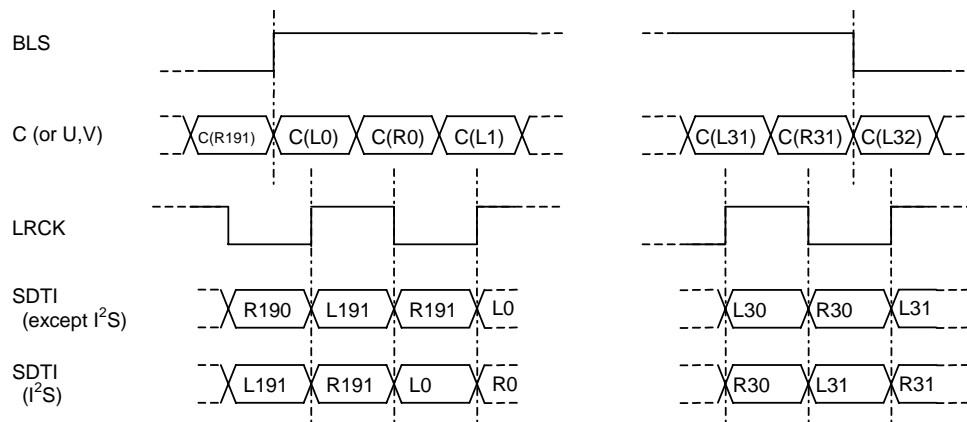 BLS
C (or U,V) C(R191) C(L0) C(R0) C(L1) C(L31) C(R31) C(L32)
LRCK
SDTI
(except I²S) R190 L191 R191 L0 L30 R30 L31
SDTI
(I²S) L191 R191 L0 R0 R30 L31 R31